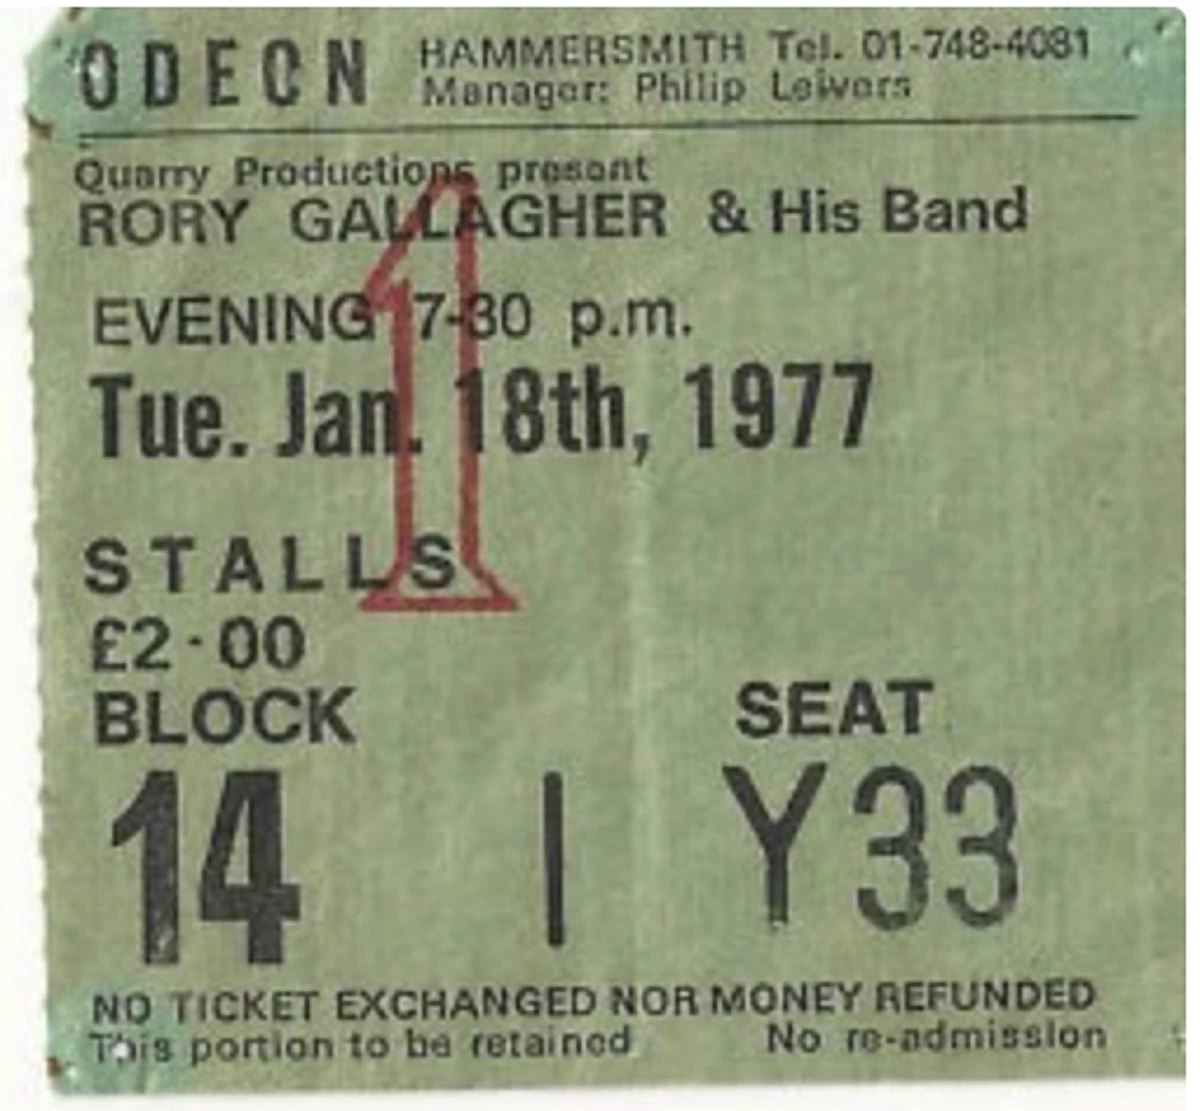 ODEON HAMMERSMITH Tel. 01-748-4081
Manager: Philip Leivers
Quarry Productions present
RORY GALLAGHER & His Band
EVENING 7-30 p.m.
Tue. Jan. 18th, 1977
1
STALLS
£2·00
BLOCK SEAT
14 | Y33
NO TICKET EXCHANGED NOR MONEY REFUNDED
This portion to be retained No re-admission